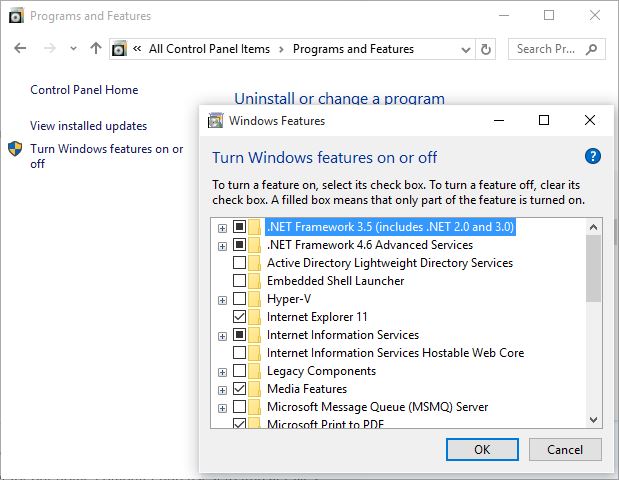 Programs and Features
« All Control Panel Items > Programs and Features
Search Pr...
Control Panel Home
View installed updates
Turn Windows features on or
off
Uninstall or change a program
Windows Features
Turn Windows features on or off
?
To turn a feature on, select its check box. To turn a feature off, clear its
check box. A filled box means that only part of the feature is turned on.
.NET Framework 3.5 (includes .NET 2.0 and 3.0)
.NET Framework 4.6 Advanced Services
Active Directory Lightweight Directory Services
Embedded Shell Launcher
Hyper-V
Internet Explorer 11
Internet Information Services
Internet Information Services Hostable Web Core
Legacy Components
Media Features
Microsoft Message Queue (MSMQ) Server
Microsoft Print to PDF
OK
Cancel